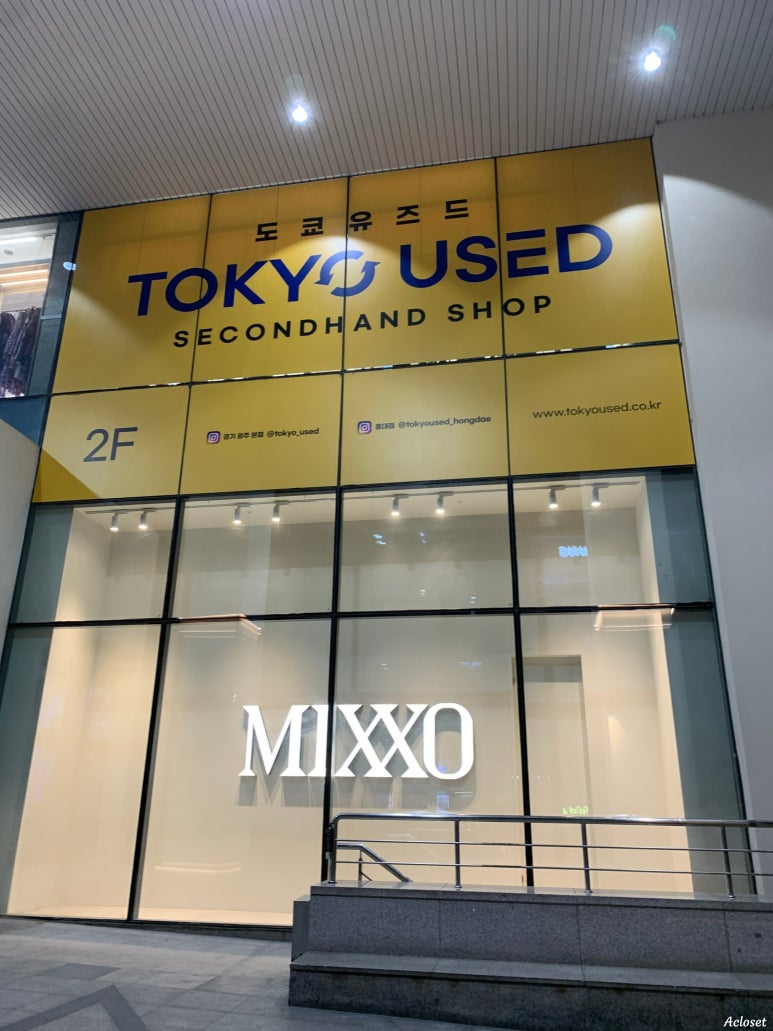 도쿄유즈드
TOKYO USED
SECONDHAND SHOP
2F
경기 광주 본점 @tokyo_used
홍대점 @tokyoused_hongdae
www.tokyoused.co.kr
MIXXO
Acloset